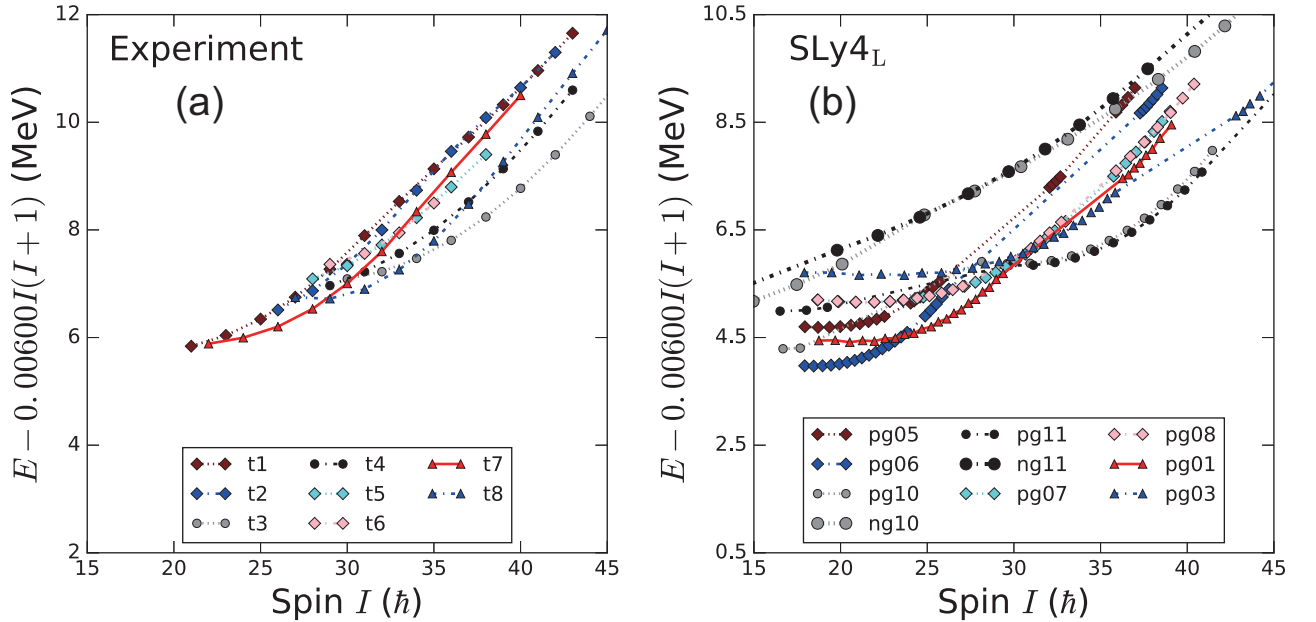 Experiment
(a)
E − 0.00600I(I + 1) (MeV)
12
10
8
6
4
2
15 20 25 30 35 40 45
Spin I (ħ)
t1 t4 t7
t2 t5 t8
t3 t6
SLy4L
(b)
E − 0.00600I(I + 1) (MeV)
10.5
8.5
6.5
4.5
2.5
0.5
15 20 25 30 35 40 45
Spin I (ħ)
pg05 pg11 pg08
pg06 ng11 pg01
pg10 pg07 pg03
ng10